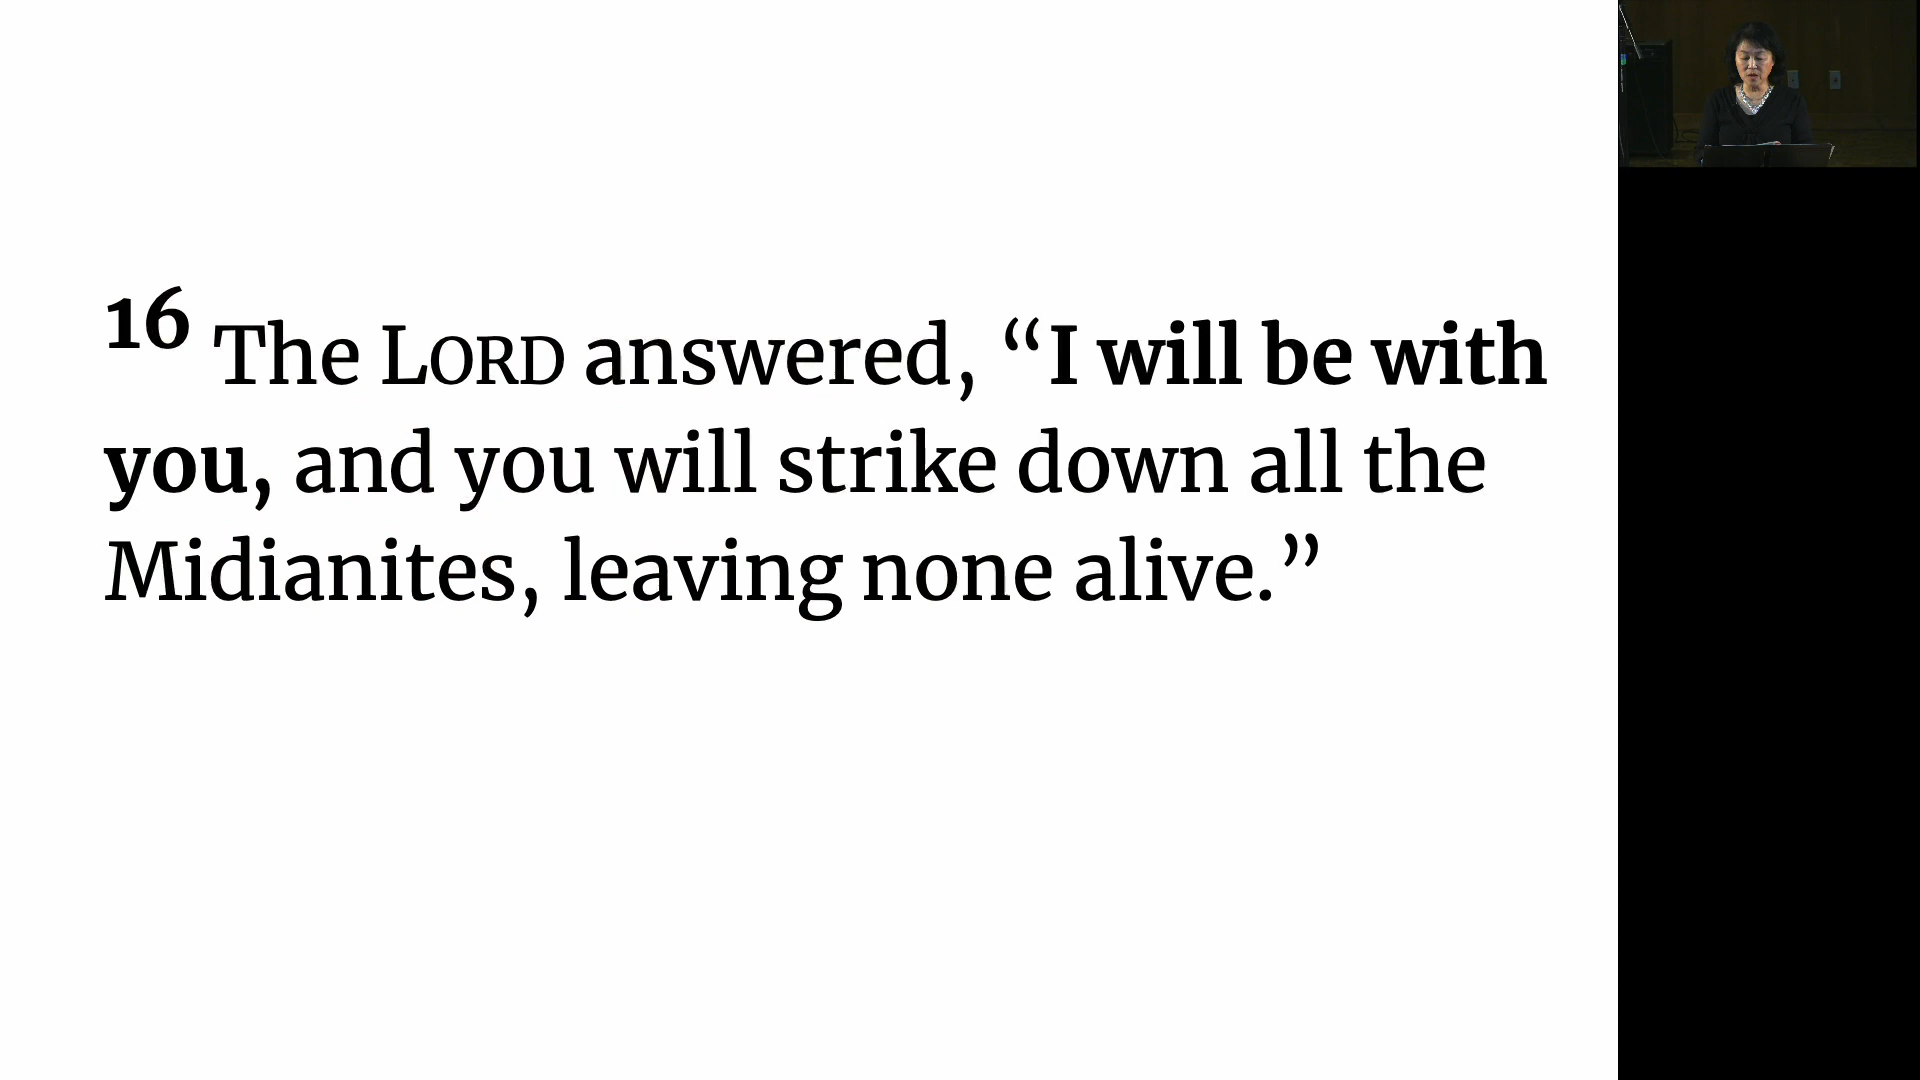 16 The LORD answered, “I will be with
you, and you will strike down all the
Midianites, leaving none alive.”